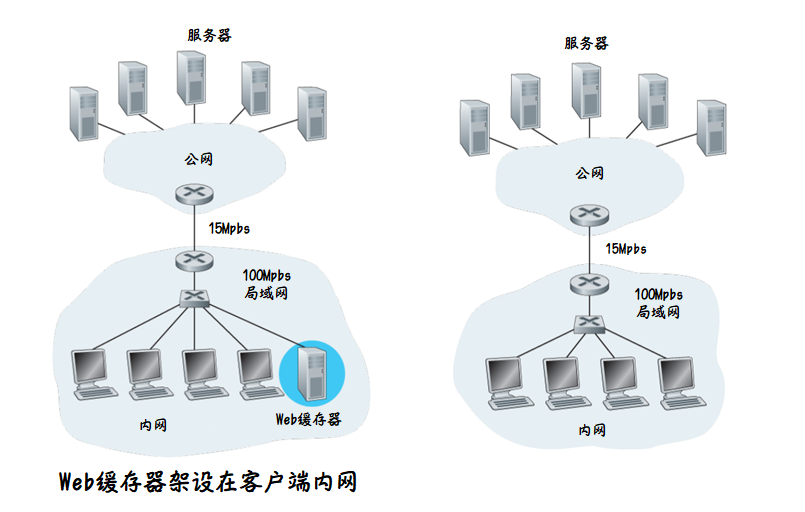 服务器
公网
15Mpbs
100Mpbs
局域网
内网
Web缓存器
Web缓存器架设在客户端内网
服务器
公网
15Mpbs
100Mpbs
局域网
内网